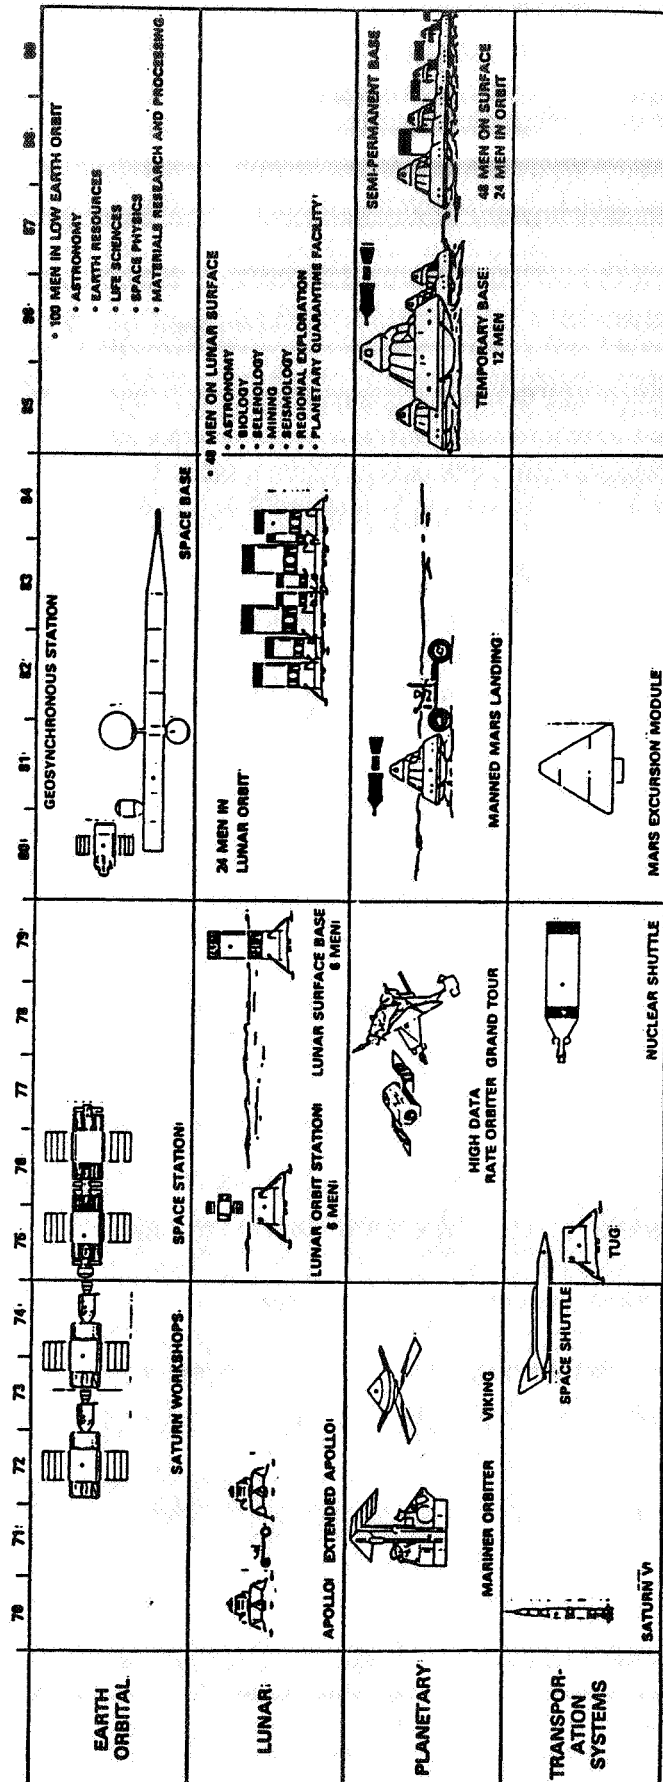 70 71 72 73 74 75 76 77 78 79 80 81 82 83 84 85 86 87 88 89
EARTH
ORBITAL
SATURN WORKSHOPS
SPACE STATION
GEOSYNCHRONOUS STATION
SPACE BASE
• 100 MEN IN LOW EARTH ORBIT
• ASTRONOMY
• EARTH RESOURCES
• LIFE SCIENCES
• SPACE PHYSICS
• MATERIALS RESEARCH AND PROCESSING
LUNAR
APOLLO
EXTENDED APOLLO
LUNAR ORBIT STATION
6 MEN
LUNAR SURFACE BASE
6 MEN
24 MEN IN
LUNAR ORBIT
• 48 MEN ON LUNAR SURFACE
• ASTRONOMY
• BIOLOGY
• SELENOLOGY
• MINING
• SEISMOLOGY
• REGIONAL EXPLORATION
• PLANETARY QUARANTINE FACILITY
PLANETARY
MARINER ORBITER
VIKING
HIGH DATA
RATE ORBITER
GRAND TOUR
MANNED MARS LANDING
TEMPORARY BASE
12 MEN
SEMI-PERMANENT BASE
48 MEN ON SURFACE
24 MEN IN ORBIT
TRANSPOR-
ATION
SYSTEMS
SATURN V
SPACE SHUTTLE
TUG
NUCLEAR SHUTTLE
MARS EXCURSION MODULE